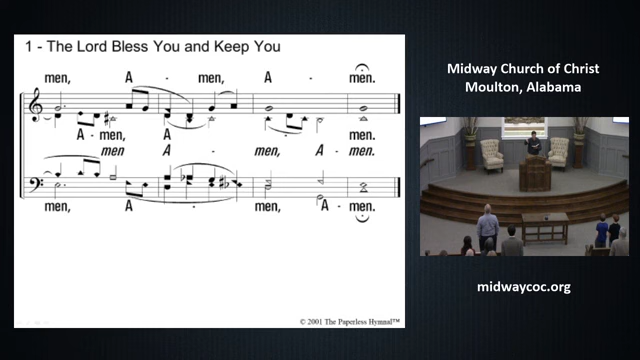 1 - The Lord Bless You and Keep You
men, A - men, A - men.
A - men, A men.
men A - men, A - men.
men, A - men, A - men.
© 2001 The Paperless Hymnal™
Midway Church of Christ
Moulton, Alabama
midwaycoc.org